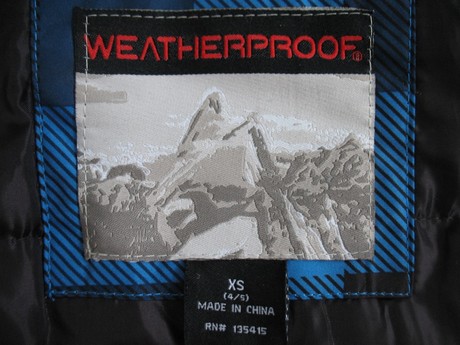 WEATHERPROOF®
XS
(4/5)
MADE IN CHINA
RN# 135415